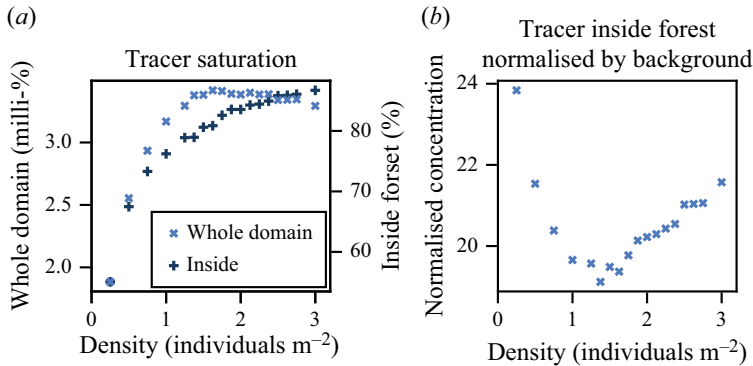 (a)
Tracer saturation
Whole domain (milli-%)
3.0
2.5
2.0
Inside forset (%)
80
70
60
Whole domain
Inside
0
1
2
3
Density (individuals m–2)
(b)
Tracer inside forest
normalised by background
Normalised concentration
24
22
20
0
1
2
3
Density (individuals m–2)